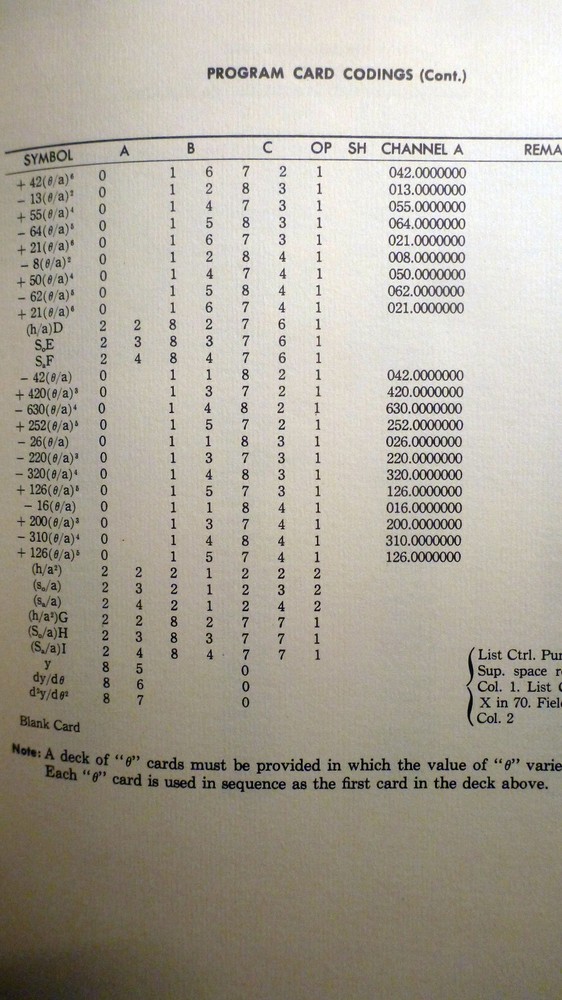 PROGRAM CARD CODINGS (Cont.)
SYMBOL A B C OP SH CHANNEL A REMA
+ 42(θ/a)⁶ 0 1 6 7 2 1 042.0000000
− 13(θ/a)² 0 1 2 8 3 1 013.0000000
+ 55(θ/a)⁴ 0 1 4 7 3 1 055.0000000
− 64(θ/a)⁵ 0 1 5 8 3 1 064.0000000
+ 21(θ/a)⁶ 0 1 6 7 3 1 021.0000000
− 8(θ/a)² 0 1 2 8 4 1 008.0000000
+ 50(θ/a)⁴ 0 1 4 7 4 1 050.0000000
− 62(θ/a)⁵ 0 1 5 8 4 1 062.0000000
+ 21(θ/a)⁶ 0 1 6 7 4 1 021.0000000
(h/a)D 2 2 8 2 7 6 1
SₒE 2 3 8 3 7 6 1
SₐF 2 4 8 4 7 6 1
− 42(θ/a) 0 1 1 8 2 1 042.0000000
+ 420(θ/a)³ 0 1 3 7 2 1 420.0000000
− 630(θ/a)⁴ 0 1 4 8 2 1 630.0000000
+ 252(θ/a)⁵ 0 1 5 7 2 1 252.0000000
− 26(θ/a) 0 1 1 8 3 1 026.0000000
− 220(θ/a)³ 0 1 3 7 3 1 220.0000000
− 320(θ/a)⁴ 0 1 4 8 3 1 320.0000000
+ 126(θ/a)⁵ 0 1 5 7 3 1 126.0000000
− 16(θ/a) 0 1 1 8 4 1 016.0000000
+ 200(θ/a)³ 0 1 3 7 4 1 200.0000000
− 310(θ/a)⁴ 0 1 4 8 4 1 310.0000000
+ 126(θ/a)⁵ 0 1 5 7 4 1 126.0000000
(h/a²) 2 2 2 1 2 2 2
(sₒ/a) 2 3 2 1 2 3 2
(sₐ/a) 2 4 2 1 2 4 2
(h/a²)G 2 2 8 2 7 7 1
(Sₒ/a)H 2 3 8 3 7 7 1
(Sₐ/a)I 2 4 8 4 7 7 1
y 8 5 0
dy/dθ 8 6 0
d²y/dθ² 8 7 0
List Ctrl. Pun
Sup. space
Col. 1. List
X in 70. Fiel
Col. 2
Blank Card
Note: A deck of "θ" cards must be provided in which the value of "θ" varie
Each "θ" card is used in sequence as the first card in the deck above.